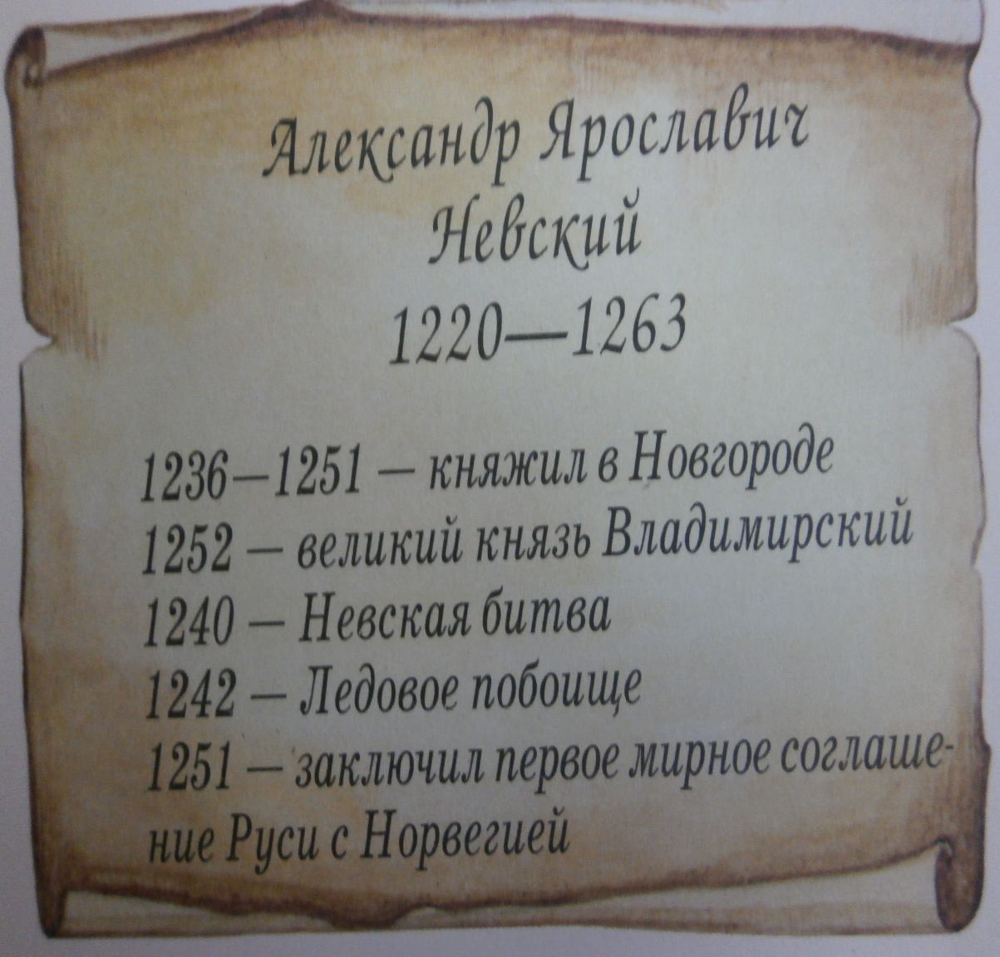 Александр Ярославич
Невский
1220—1263
1236—1251 — княжил в Новгороде
1252 — великий князь Владимирский
1240 — Невская битва
1242 — Ледовое побоище
1251 — заключил первое мирное соглаше-
ние Руси с Норвегией